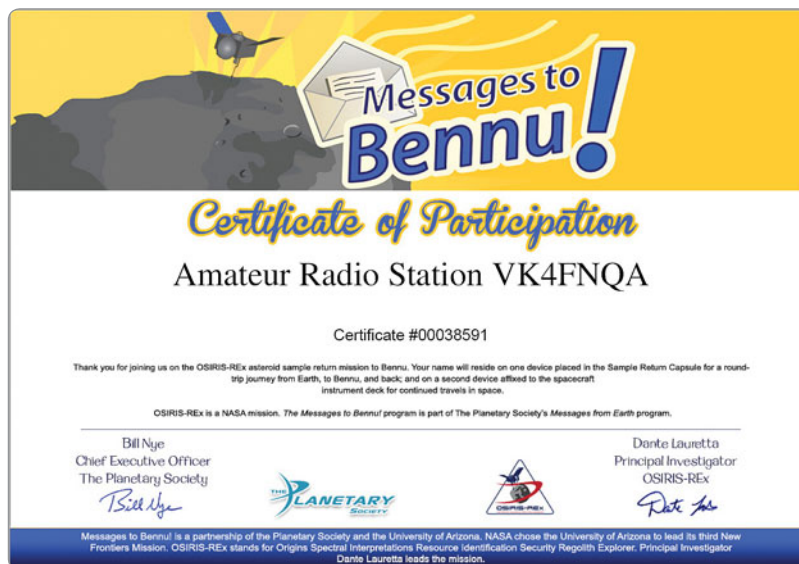 Messages to
Bennu!
Certificate of Participation
Amateur Radio Station VK4FNQA
Certificate #00038591
Thank you for joining us on the OSIRIS-REx asteroid sample return mission to Bennu. Your name will reside on one device placed in the Sample Return Capsule for a round-
trip journey from Earth, to Bennu, and back; and on a second device affixed to the spacecraft
instrument deck for continued travels in space.
OSIRIS-REx is a NASA mission. The Messages to Bennu! program is part of The Planetary Society's Messages from Earth program.
Bill Nye
Chief Executive Officer
The Planetary Society
Bill Nye
THE PLANETARY
SOCIETY
OSIRIS-REx
Dante Lauretta
Principal Investigator
OSIRIS-REx
Messages to Bennu! is a partnership of the Planetary Society and the University of Arizona. NASA chose the University of Arizona to lead its third New
Frontiers Mission. OSIRIS-REx stands for Origins Spectral Interpretations Resource Identification Security Regolith Explorer. Principal Investigator
Dante Lauretta leads the mission.